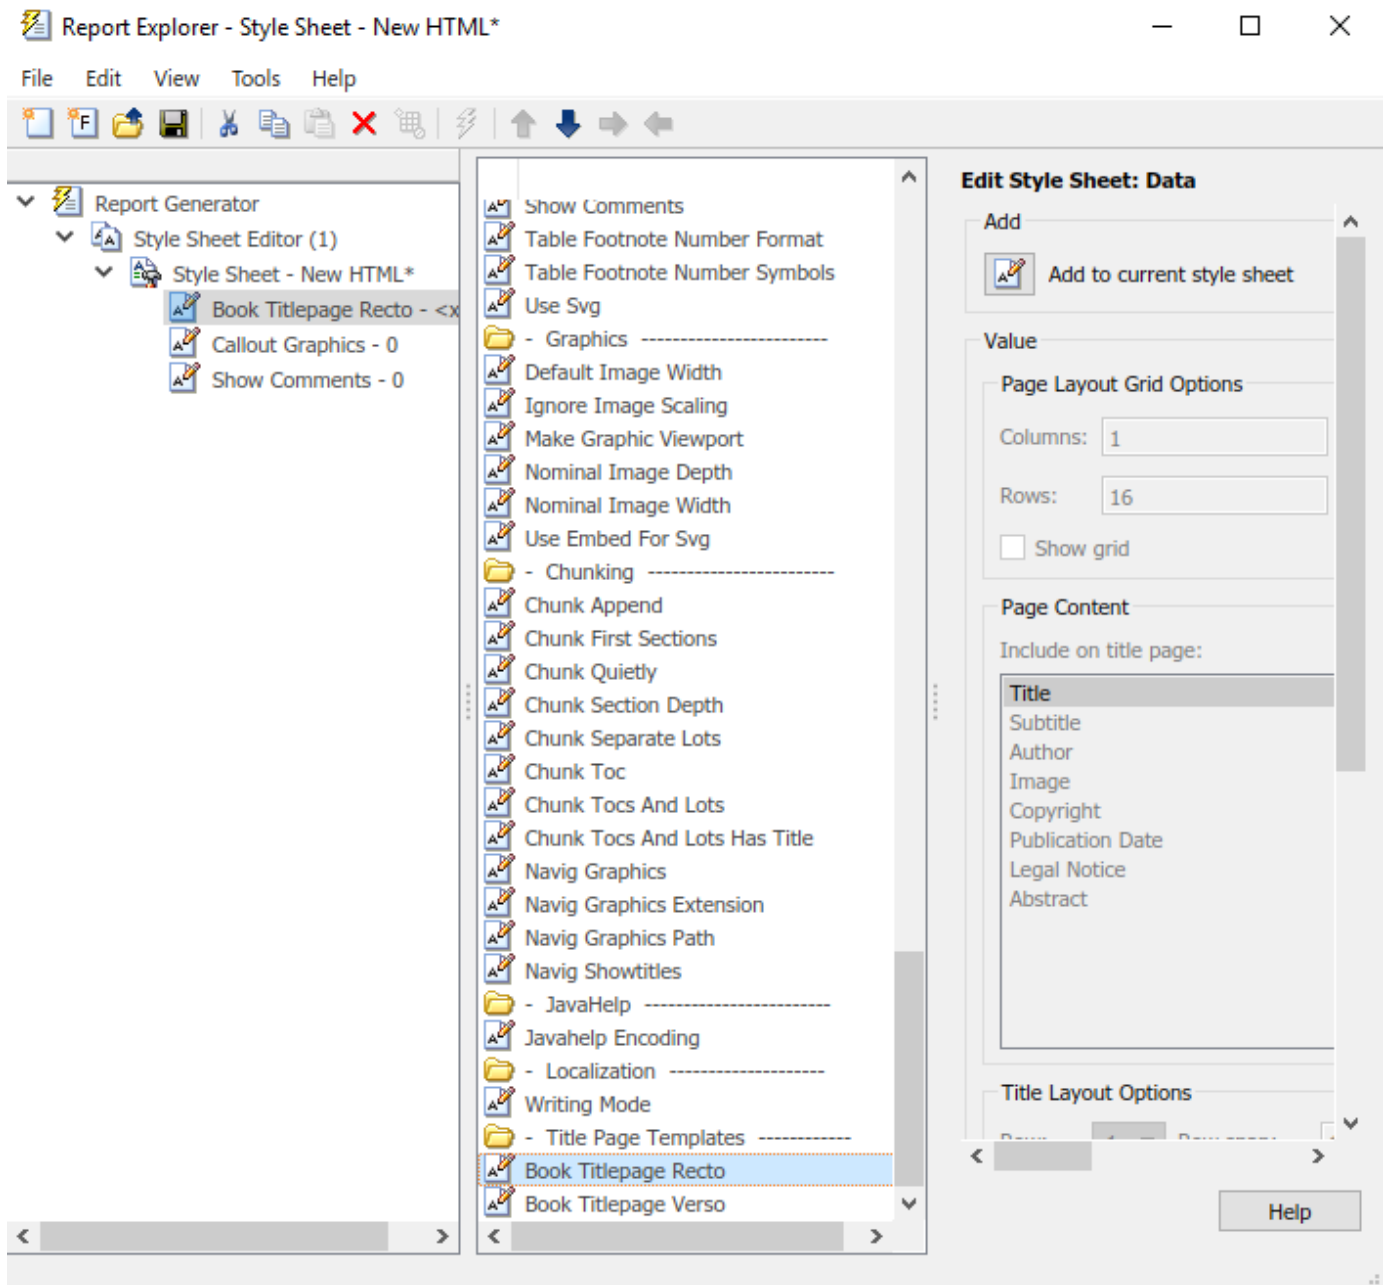 Report Explorer - Style Sheet - New HTML*
File Edit View Tools Help
Report Generator
Style Sheet Editor (1)
Style Sheet - New HTML*
Book Titlepage Recto - <x
Callout Graphics - 0
Show Comments - 0
Show Comments
Table Footnote Number Format
Table Footnote Number Symbols
Use Svg
- Graphics ------------------------
Default Image Width
Ignore Image Scaling
Make Graphic Viewport
Nominal Image Depth
Nominal Image Width
Use Embed For Svg
- Chunking ------------------------
Chunk Append
Chunk First Sections
Chunk Quietly
Chunk Section Depth
Chunk Separate Lots
Chunk Toc
Chunk Tocs And Lots
Chunk Tocs And Lots Has Title
Navig Graphics
Navig Graphics Extension
Navig Graphics Path
Navig Showtitles
- JavaHelp ------------------------
Javahelp Encoding
- Localization --------------------
Writing Mode
- Title Page Templates ------------
Book Titlepage Recto
Book Titlepage Verso
Edit Style Sheet: Data
Add
Add to current style sheet
Value
Page Layout Grid Options
Columns: 1
Rows: 16
Show grid
Page Content
Include on title page:
Title
Subtitle
Author
Image
Copyright
Publication Date
Legal Notice
Abstract
Title Layout Options
Help